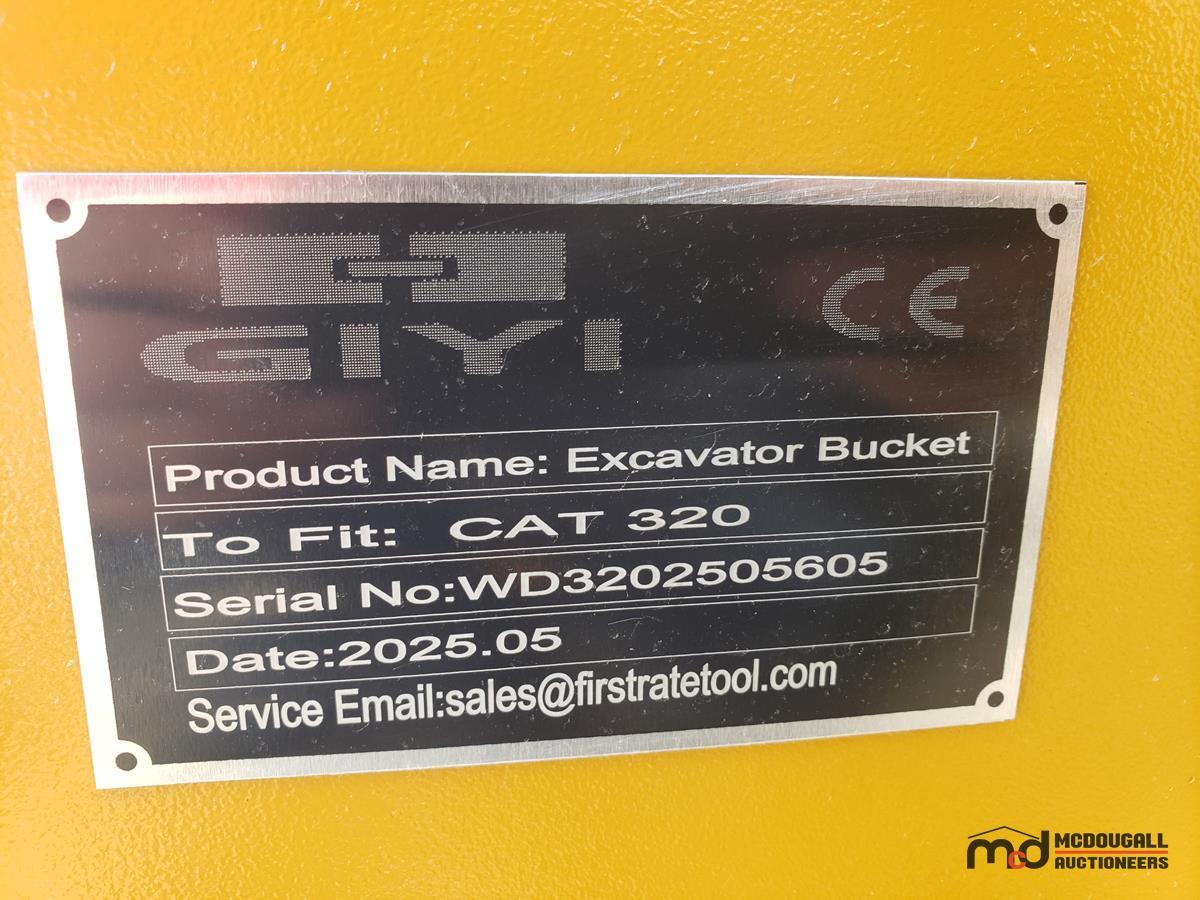 GIYI
CE
Product Name: Excavator Bucket
To Fit: CAT 320
Serial No:WD3202505605
Date:2025.05
Service Email:sales@firstratetool.com
mcd MCDOUGALL
AUCTIONEERS